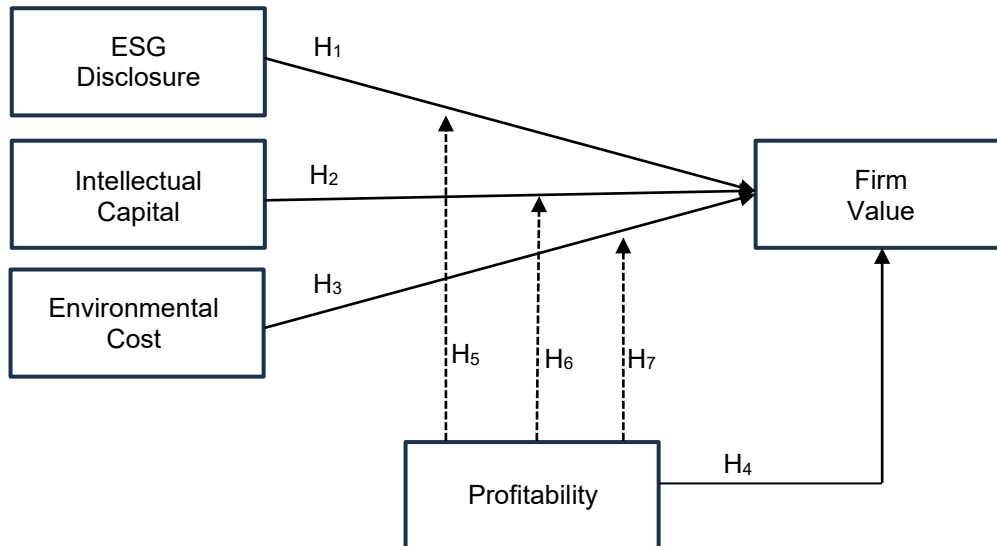 ESG
Disclosure
H₁
Intellectual
Capital
H₂
Firm
Value
Environmental
Cost
H₃
H₅
H₆
H₇
Profitability
H₄